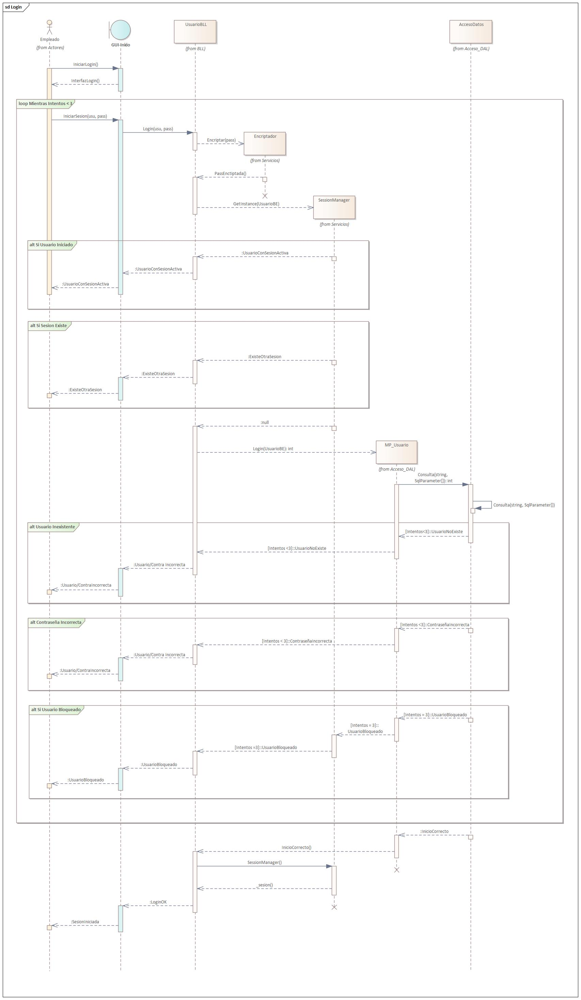 sd Login
UsuarioBLL
AccesoDatos
Empleado
(from Actores)
GUI-Inicio
(from BLL)
(from Acceso_DAL)
IniciarLogin()
InterfazLogin()
loop Mientras Intentos < 3
IniciarSesion(usu, pass)
Login(usu, pass)
Encriptar(pass)
Encriptador
(from Servicios)
PassEnctiptada()
SessionManager
GetInstance(UsuarioBE)
(from Servicios)
alt Si Usuario Iniciado
:UsuarioConSesionActiva
:UsuarioConSesionActiva
:UsuarioConSesionActiva
alt Si Sesion Existe
:ExisteOtraSesion
:ExisteOtraSesion
:ExisteOtraSesion
:null
MP_Usuario
Login(UsuarioBE): int
(from Acceso_DAL)
Consulta(string,
SqlParameter[]): int
Consulta(string, SqlParameter[])
alt Usuario Inexistente
[Intentos<3]::UsuarioNoExiste
[Intentos <3]::UsuarioNoExiste
:Usuario/Contra Incorrecta
:Usuario/ContraIncorrecta
alt Contraseña Incorrecta
[Intentos <3]::ContraseñaIncorrecta
[Intentos < 3]::ContraseñaIncorrecta
:Usuario/Contra Incorrecta
:Usuario/ContraIncorrecta
alt Si Usuario Bloqueado
[Intentos = 3]::UsuarioBloqueado
[Intentos = 3]::
UsuarioBloqueado
[Intentos =3]::UsuarioBloqueado
:UsuarioBloqueado
:UsuarioBloqueado
:InicioCorrecto
InicioCorrecto()
SessionManager()
_sesion()
:LoginOK
:SesionIniciada